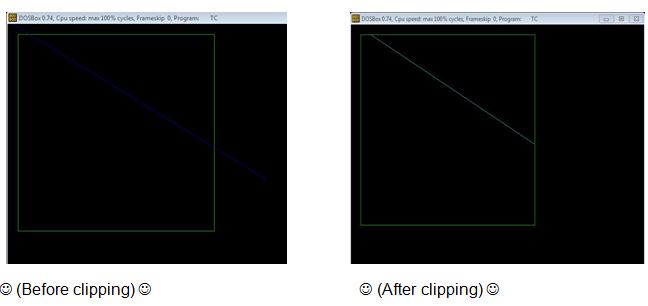 DOSBox 0.74, Cpu speed: max 100% cycles, Frameskip 0, Program: TC
DOSBox 0.74, Cpu speed: max 100% cycles, Frameskip 0, Program: TC
☺ (Before clipping) ☺
☺ (After clipping) ☺